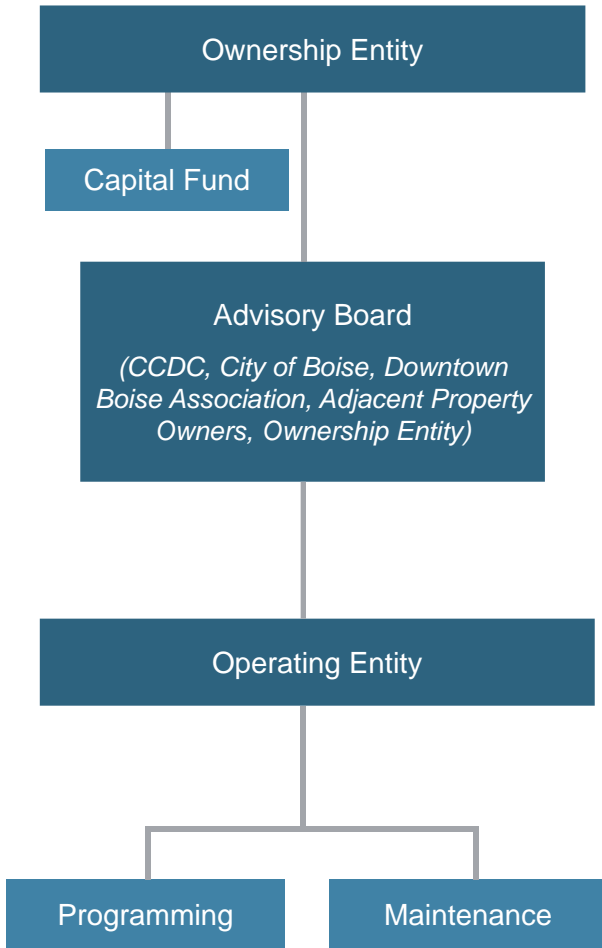 Ownership Entity
Capital Fund
Advisory Board
(CCDC, City of Boise, Downtown
Boise Association, Adjacent Property
Owners, Ownership Entity)
Operating Entity
Programming
Maintenance